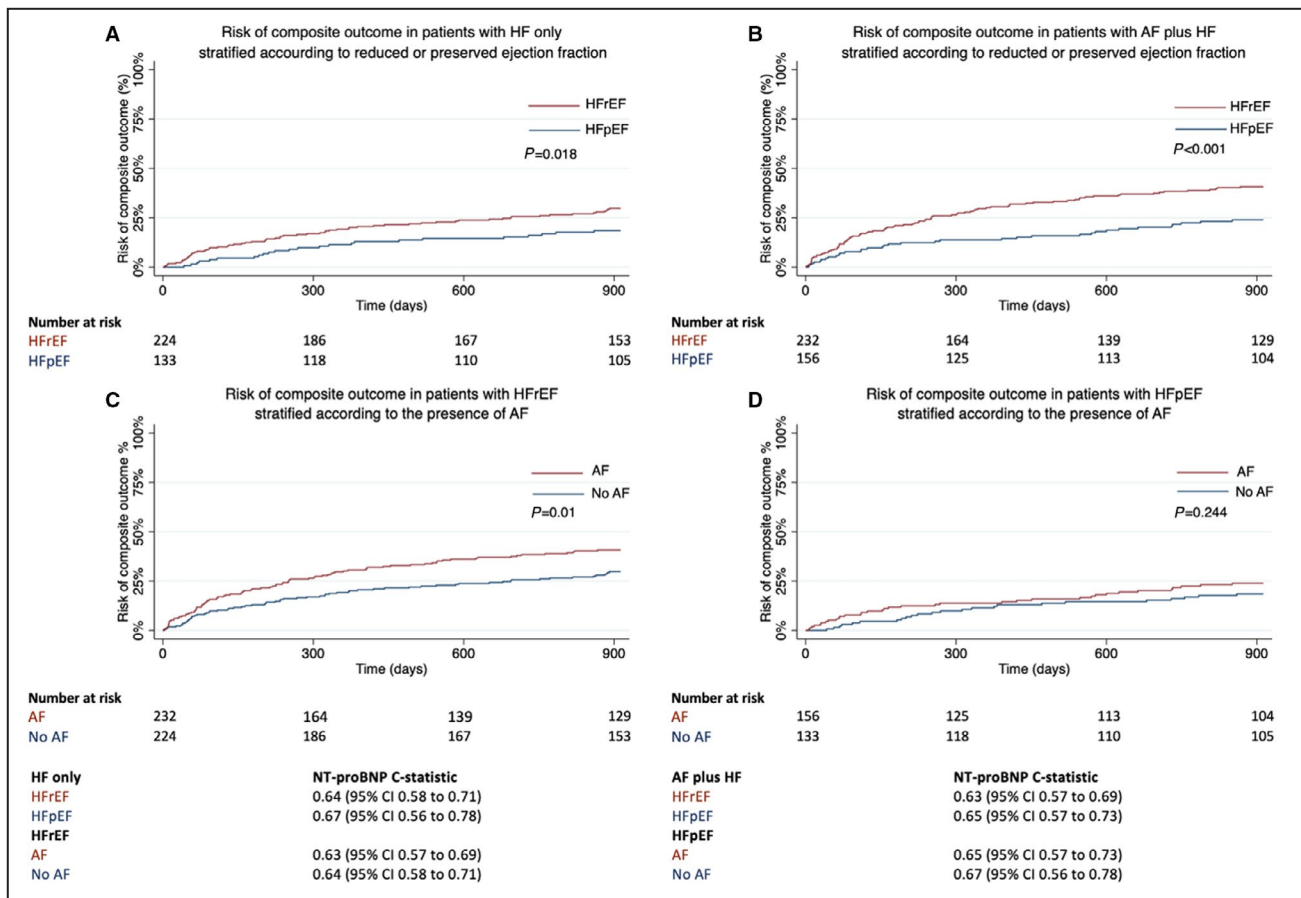 A
Risk of composite outcome in patients with HF only
stratified accourding to reduced or preserved ejection fraction
Risk of composite outcome (%)
100%
75%
50%
25%
0%
HFrEF
HFpEF
P=0.018
0 300 600 900
Time (days)
Number at risk
HFrEF 224 186 167 153
HFpEF 133 118 110 105
B
Risk of composite outcome in patients with AF plus HF
stratified according to reducted or preserved ejection fraction
Risk of composite outcome (%)
100%
75%
50%
25%
0%
HFrEF
HFpEF
P<0.001
0 300 600 900
Time (days)
HFrEF 232 164 139 129
HFpEF 156 125 113 104
C
Risk of composite outcome in patients with HFrEF
stratified according to the presence of AF
Risk of composite outcome %
100%
75%
50%
25%
0%
AF
No AF
P=0.01
0 300 600 900
Time (days)
Number at risk
AF 232 164 139 129
No AF 224 186 167 153
D
Risk of composite outcome in patients with HFpEF
stratified according to the presence of AF
Risk of composite outcome %
100%
75%
50%
25%
0%
AF
No AF
P=0.244
0 300 600 900
Time (days)
Number at risk
AF 156 125 113 104
No AF 133 118 110 105
HF only NT-proBNP C-statistic
HFrEF 0.64 (95% CI 0.58 to 0.71)
HFpEF 0.67 (95% CI 0.56 to 0.78)
HFrEF
AF 0.63 (95% CI 0.57 to 0.69)
No AF 0.64 (95% CI 0.58 to 0.71)
AF plus HF NT-proBNP C-statistic
HFrEF 0.63 (95% CI 0.57 to 0.69)
HFpEF 0.65 (95% CI 0.57 to 0.73)
HFpEF
AF 0.65 (95% CI 0.57 to 0.73)
No AF 0.67 (95% CI 0.56 to 0.78)